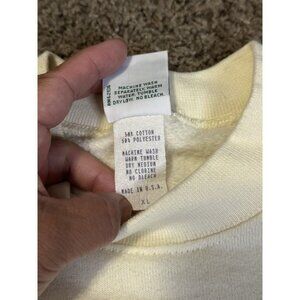 MACHINE WASH
SEPARATELY, WARM
WATER. TUMBLE
DRY LOW. NO BLEACH.
50% COTTON
50% POLYESTER
MACHINE WASH
WARM TUMBLE
DRY MEDIUM
NO CLORINE
NO BLEACH
MADE IN U.S.A.
XL